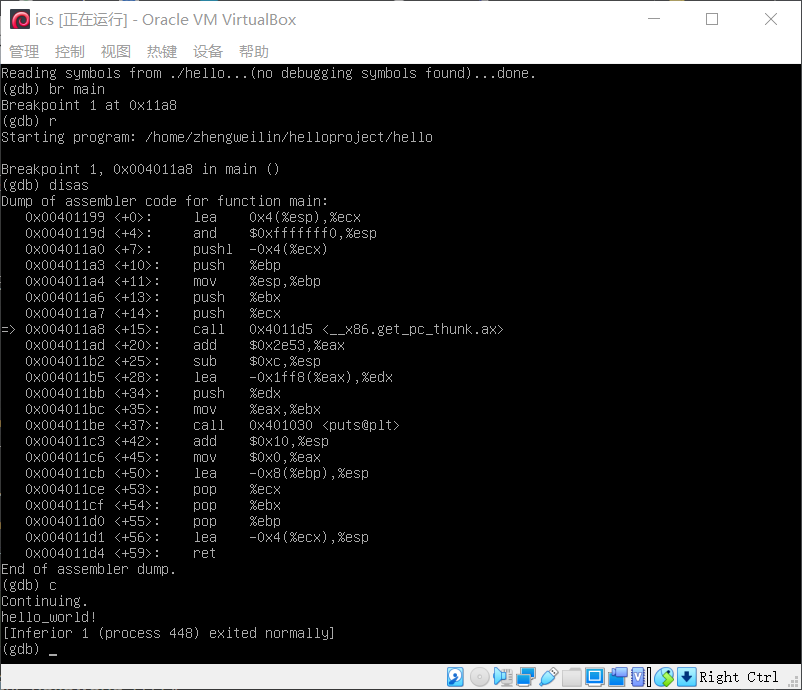 ics [正在运行] - Oracle VM VirtualBox
管理 控制 视图 热键 设备 帮助
Reading symbols from ./hello...(no debugging symbols found)...done.
(gdb) br main
Breakpoint 1 at 0x11a8
(gdb) r
Starting program: /home/zhengweilin/helloproject/hello
Breakpoint 1, 0x004011a8 in main ()
(gdb) disas
Dump of assembler code for function main:
   0x00401199 <+0>:     lea    0x4(%esp),%ecx
   0x0040119d <+4>:     and    $0xfffffff0,%esp
   0x004011a0 <+7>:     pushl  -0x4(%ecx)
   0x004011a3 <+10>:    push   %ebp
   0x004011a4 <+11>:    mov    %esp,%ebp
   0x004011a6 <+13>:    push   %ebx
   0x004011a7 <+14>:    push   %ecx
=> 0x004011a8 <+15>:    call   0x4011d5 <__x86.get_pc_thunk.ax>
   0x004011ad <+20>:    add    $0x2e53,%eax
   0x004011b2 <+25>:    sub    $0xc,%esp
   0x004011b5 <+28>:    lea    -0x1ff8(%eax),%edx
   0x004011bb <+34>:    push   %edx
   0x004011bc <+35>:    mov    %eax,%ebx
   0x004011be <+37>:    call   0x401030 <puts@plt>
   0x004011c3 <+42>:    add    $0x10,%esp
   0x004011c6 <+45>:    mov    $0x0,%eax
   0x004011cb <+50>:    lea    -0x8(%ebp),%esp
   0x004011ce <+53>:    pop    %ecx
   0x004011cf <+54>:    pop    %ebx
   0x004011d0 <+55>:    pop    %ebp
   0x004011d1 <+56>:    lea    -0x4(%ecx),%esp
   0x004011d4 <+59>:    ret
End of assembler dump.
(gdb) c
Continuing.
hello_world!
[Inferior 1 (process 448) exited normally]
(gdb) _
Right Ctrl